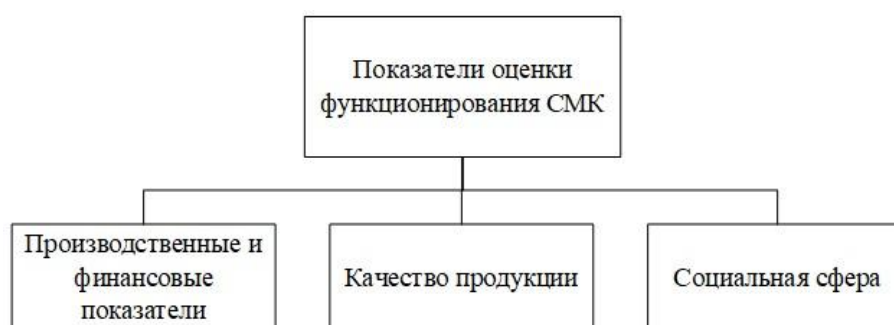 Показатели оценки
функционирования СМК
Производственные и
финансовые
показатели
Качество продукции
Социальная сфера